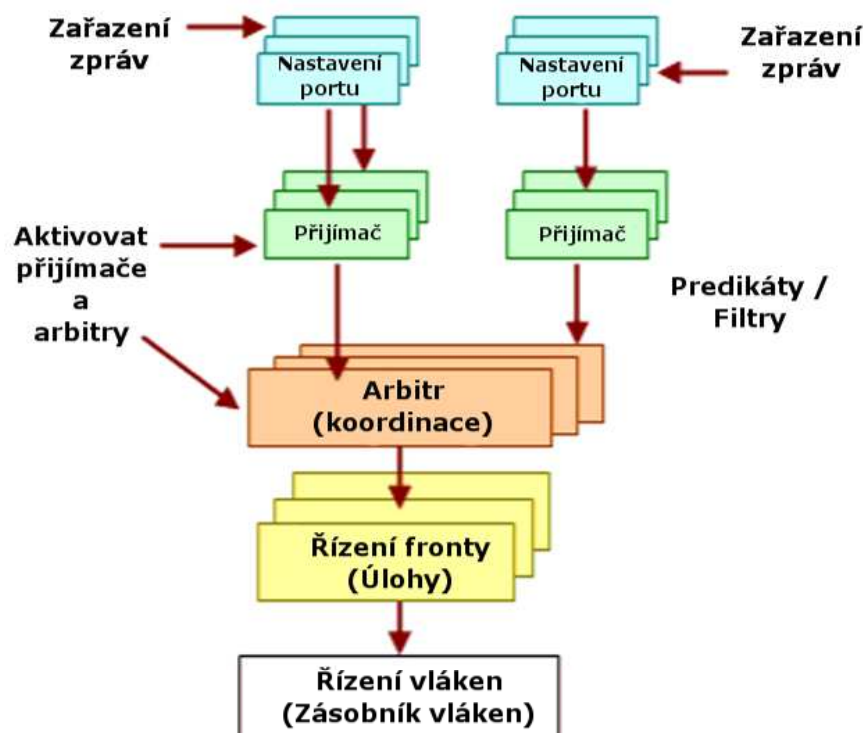 Zařazení
zpráv
Nastavení
portu
Nastavení
portu
Zařazení
zpráv
Aktivovat
přijímače
a
arbitry
Přijímač
Přijímač
Predikáty /
Filtry
Arbitr
(koordinace)
Řízení fronty
(Úlohy)
Řízení vláken
(Zásobník vláken)